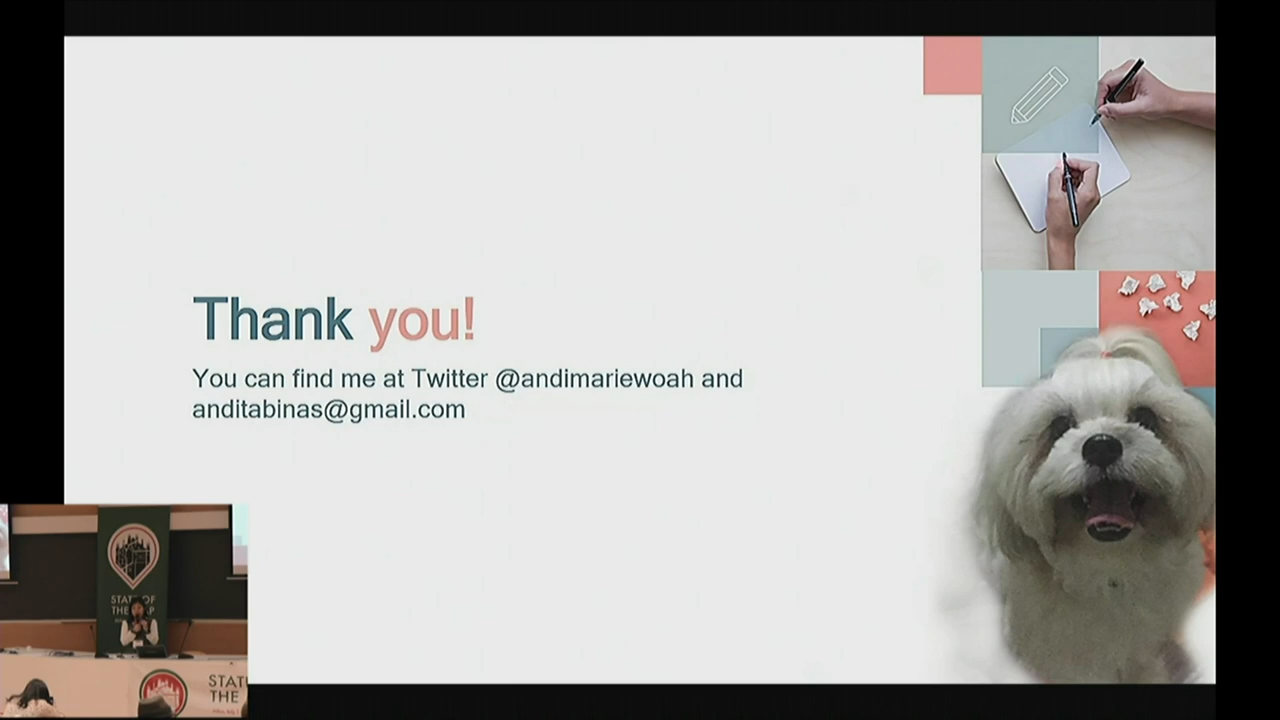 Thank you!
You can find me at Twitter @andimariewoah and
anditabinas@gmail.com
STATE OF
THE MAP
STATE
THE